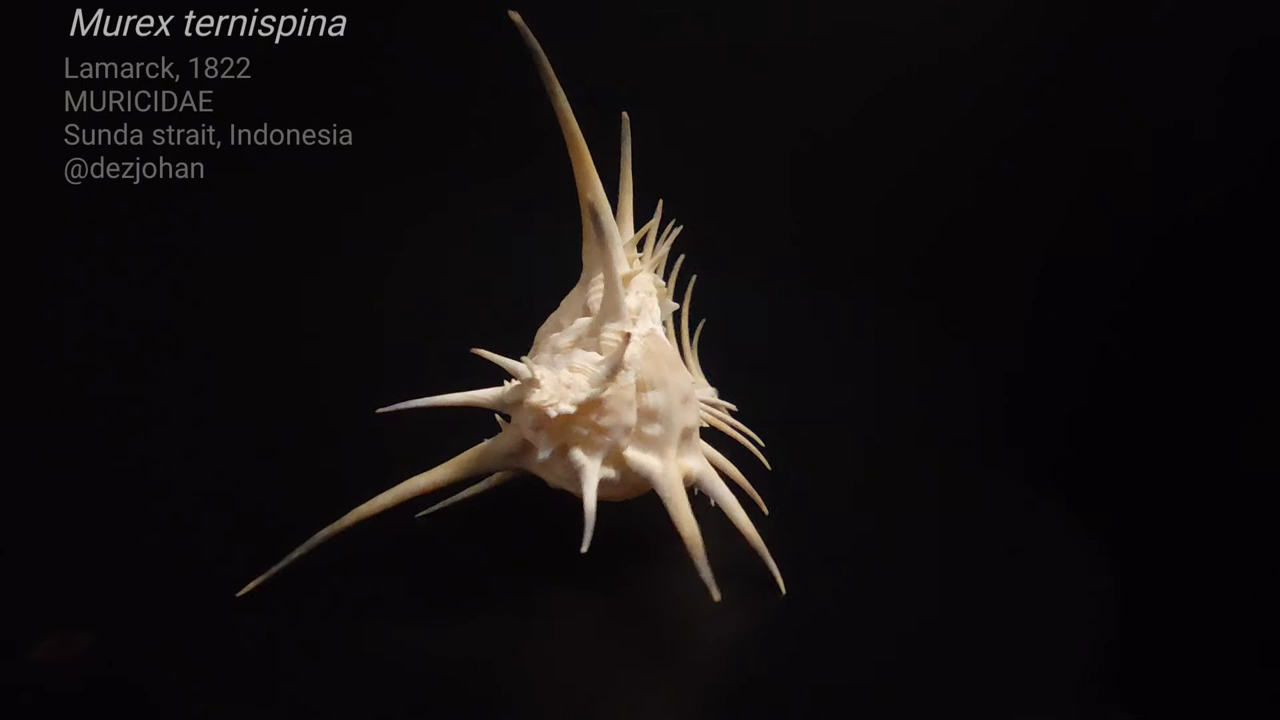 Murex ternispina
Lamarck, 1822
MURICIDAE
Sunda strait, Indonesia
@dezjohan